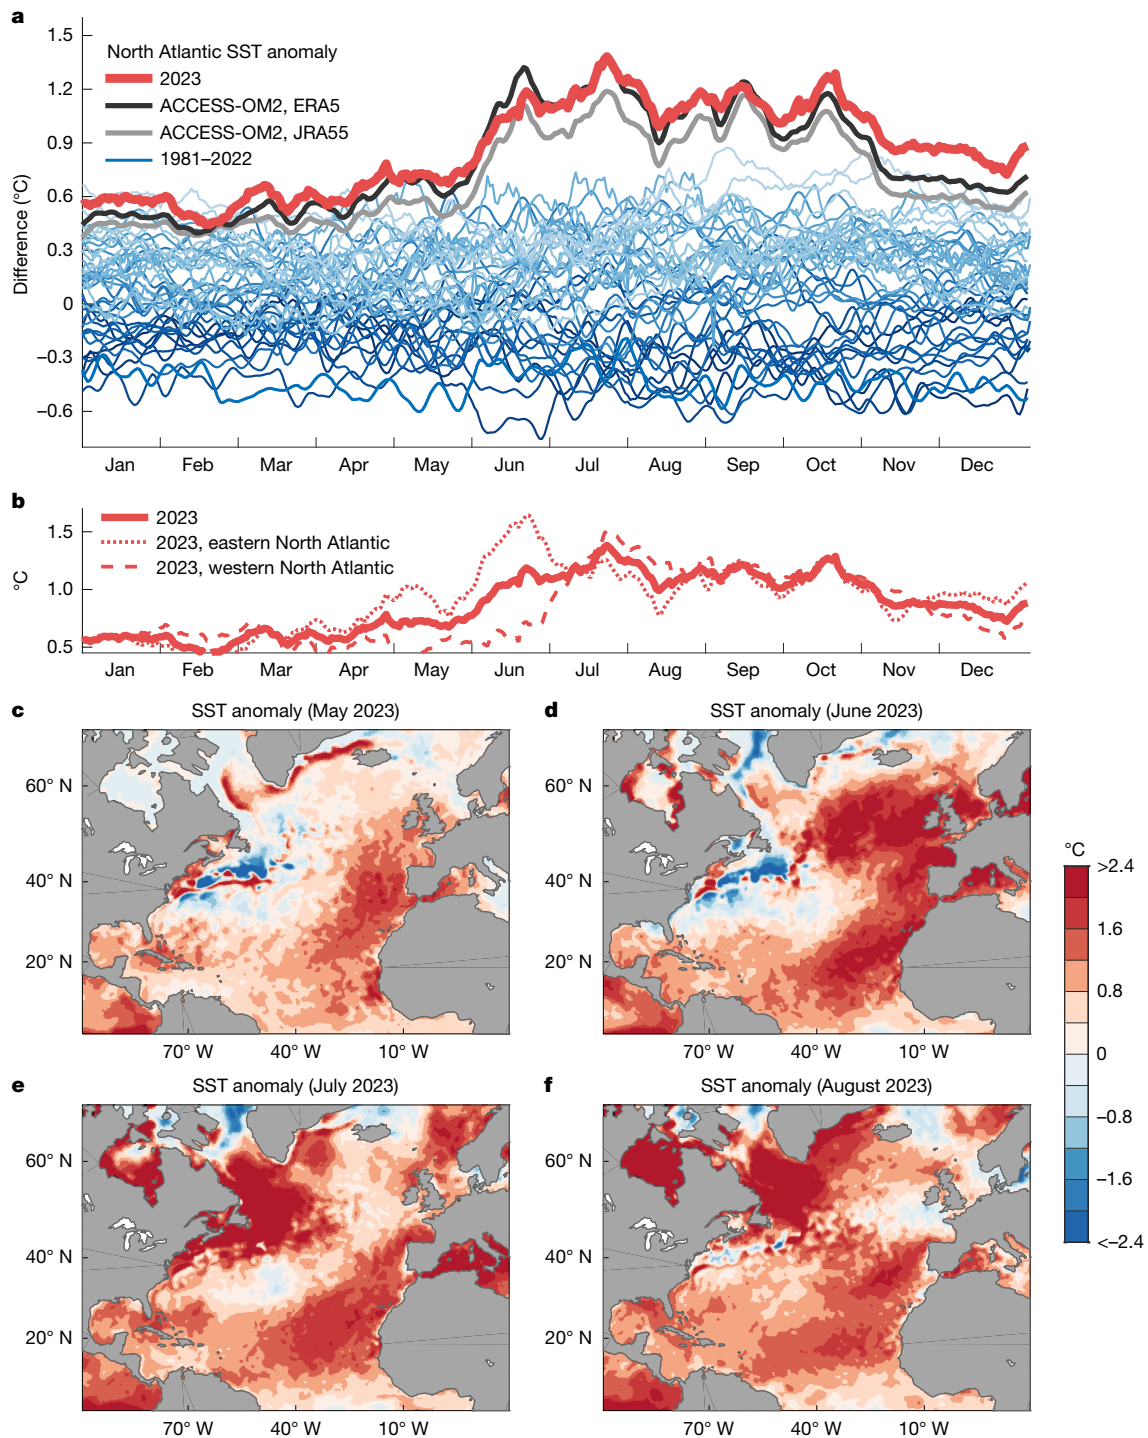 a
1.5
1.2
0.9
0.6
0.3
0
−0.3
−0.6
Difference (°C)
North Atlantic SST anomaly
2023
ACCESS-OM2, ERA5
ACCESS-OM2, JRA55
1981–2022
Jan Feb Mar Apr May Jun Jul Aug Sep Oct Nov Dec
b
1.5
1.0
0.5
°C
2023
2023, eastern North Atlantic
2023, western North Atlantic
Jan Feb Mar Apr May Jun Jul Aug Sep Oct Nov Dec
c
SST anomaly (May 2023)
60° N
40° N
20° N
70° W 40° W 10° W
d
SST anomaly (June 2023)
60° N
40° N
20° N
70° W 40° W 10° W
°C
>2.4
1.6
0.8
0
−0.8
−1.6
<−2.4
e
SST anomaly (July 2023)
60° N
40° N
20° N
70° W 40° W 10° W
f
SST anomaly (August 2023)
60° N
40° N
20° N
70° W 40° W 10° W